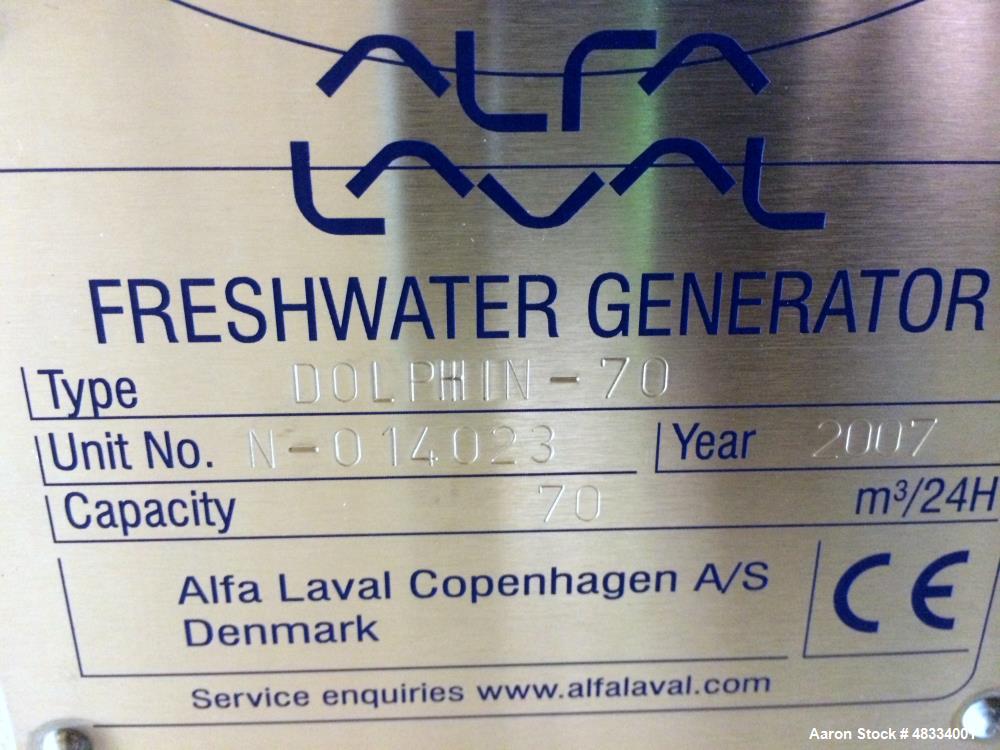 ALFA
LAVAL
FRESHWATER GENERATOR
Type DOLPHIN-70
Unit No. N-014023 Year 2007
Capacity 70 m³/24H
Alfa Laval Copenhagen A/S
Denmark
CE
Service enquiries www.alfalaval.com
Aaron Stock # 48334001